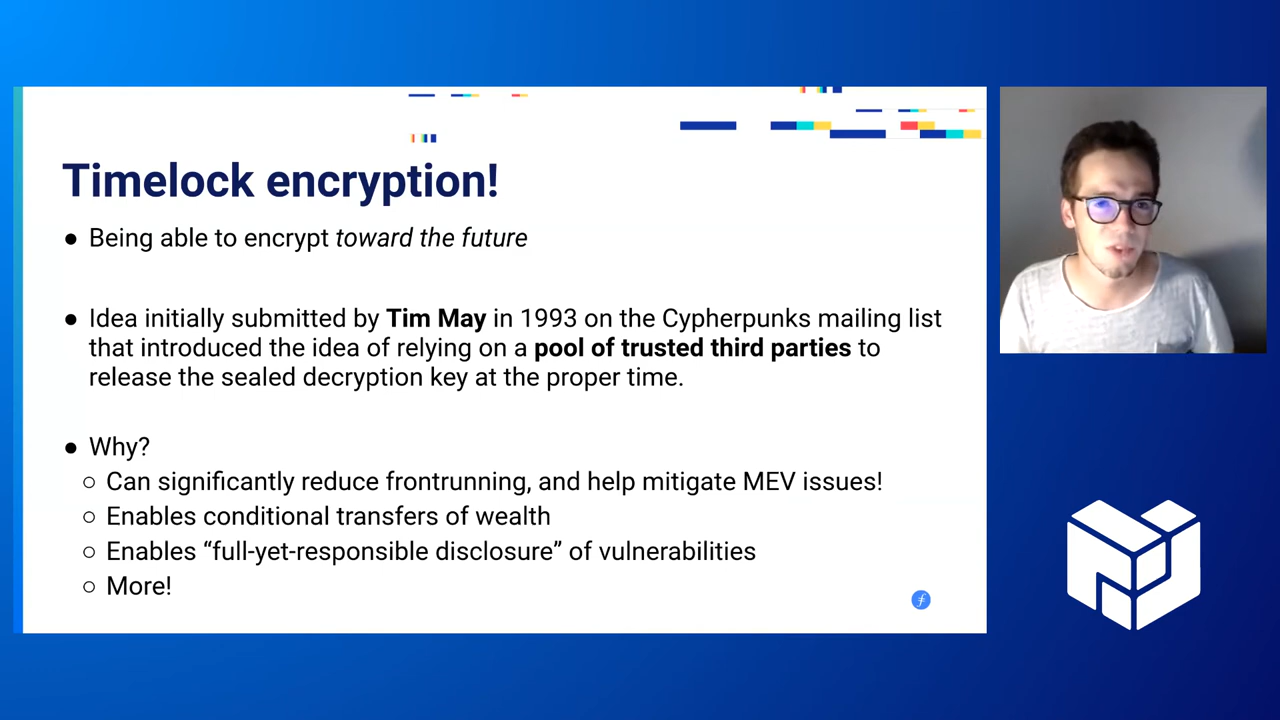 Timelock encryption!
● Being able to encrypt toward the future
● Idea initially submitted by Tim May in 1993 on the Cypherpunks mailing list
that introduced the idea of relying on a pool of trusted third parties to
release the sealed decryption key at the proper time.
● Why?
○ Can significantly reduce frontrunning, and help mitigate MEV issues!
○ Enables conditional transfers of wealth
○ Enables “full-yet-responsible disclosure” of vulnerabilities
○ More!